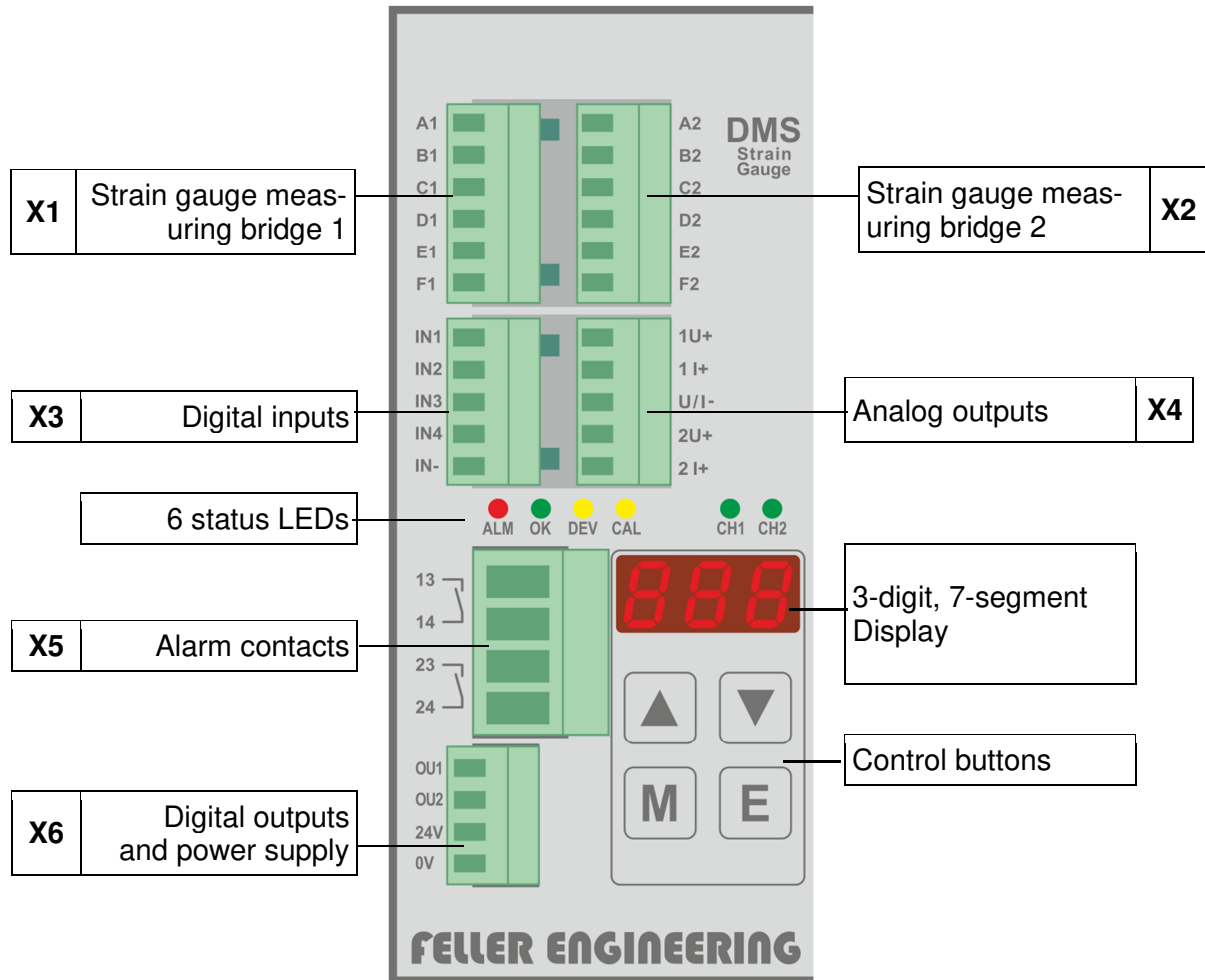 A1
B1
C1
D1
E1
F1
A2
B2
C2
D2
E2
F2
DMS
Strain
Gauge
X1
Strain gauge meas-
uring bridge 1
Strain gauge meas-
uring bridge 2
X2
IN1
IN2
IN3
IN4
IN-
1U+
1 I+
U/I-
2U+
2 I+
X3
Digital inputs
Analog outputs
X4
6 status LEDs
ALM OK DEV CAL CH1 CH2
13
14
23
24
888
3-digit, 7-segment
Display
X5
Alarm contacts
Control buttons
M E
OU1
OU2
24V
0V
X6
Digital outputs
and power supply
FELLER ENGINEERING